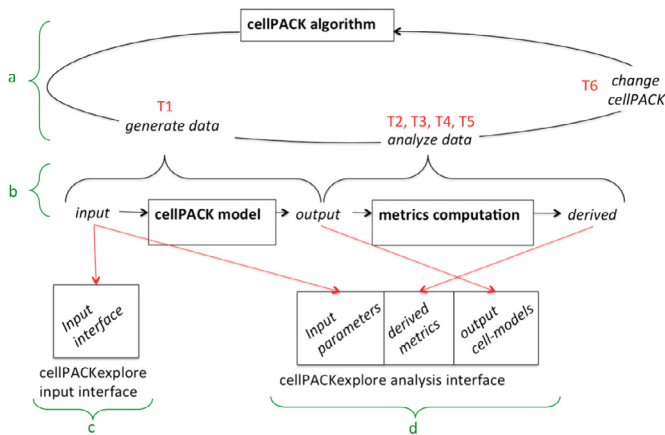 cellPACK algorithm
a
T1
generate data
T2, T3, T4, T5
analyze data
T6
change
cellPACK
b
input
cellPACK model
output
metrics computation
derived
Input
interface
Input
parameters
derived
metrics
output
cell-models
cellPACKexplore
input interface
cellPACKexplore analysis interface
c
d